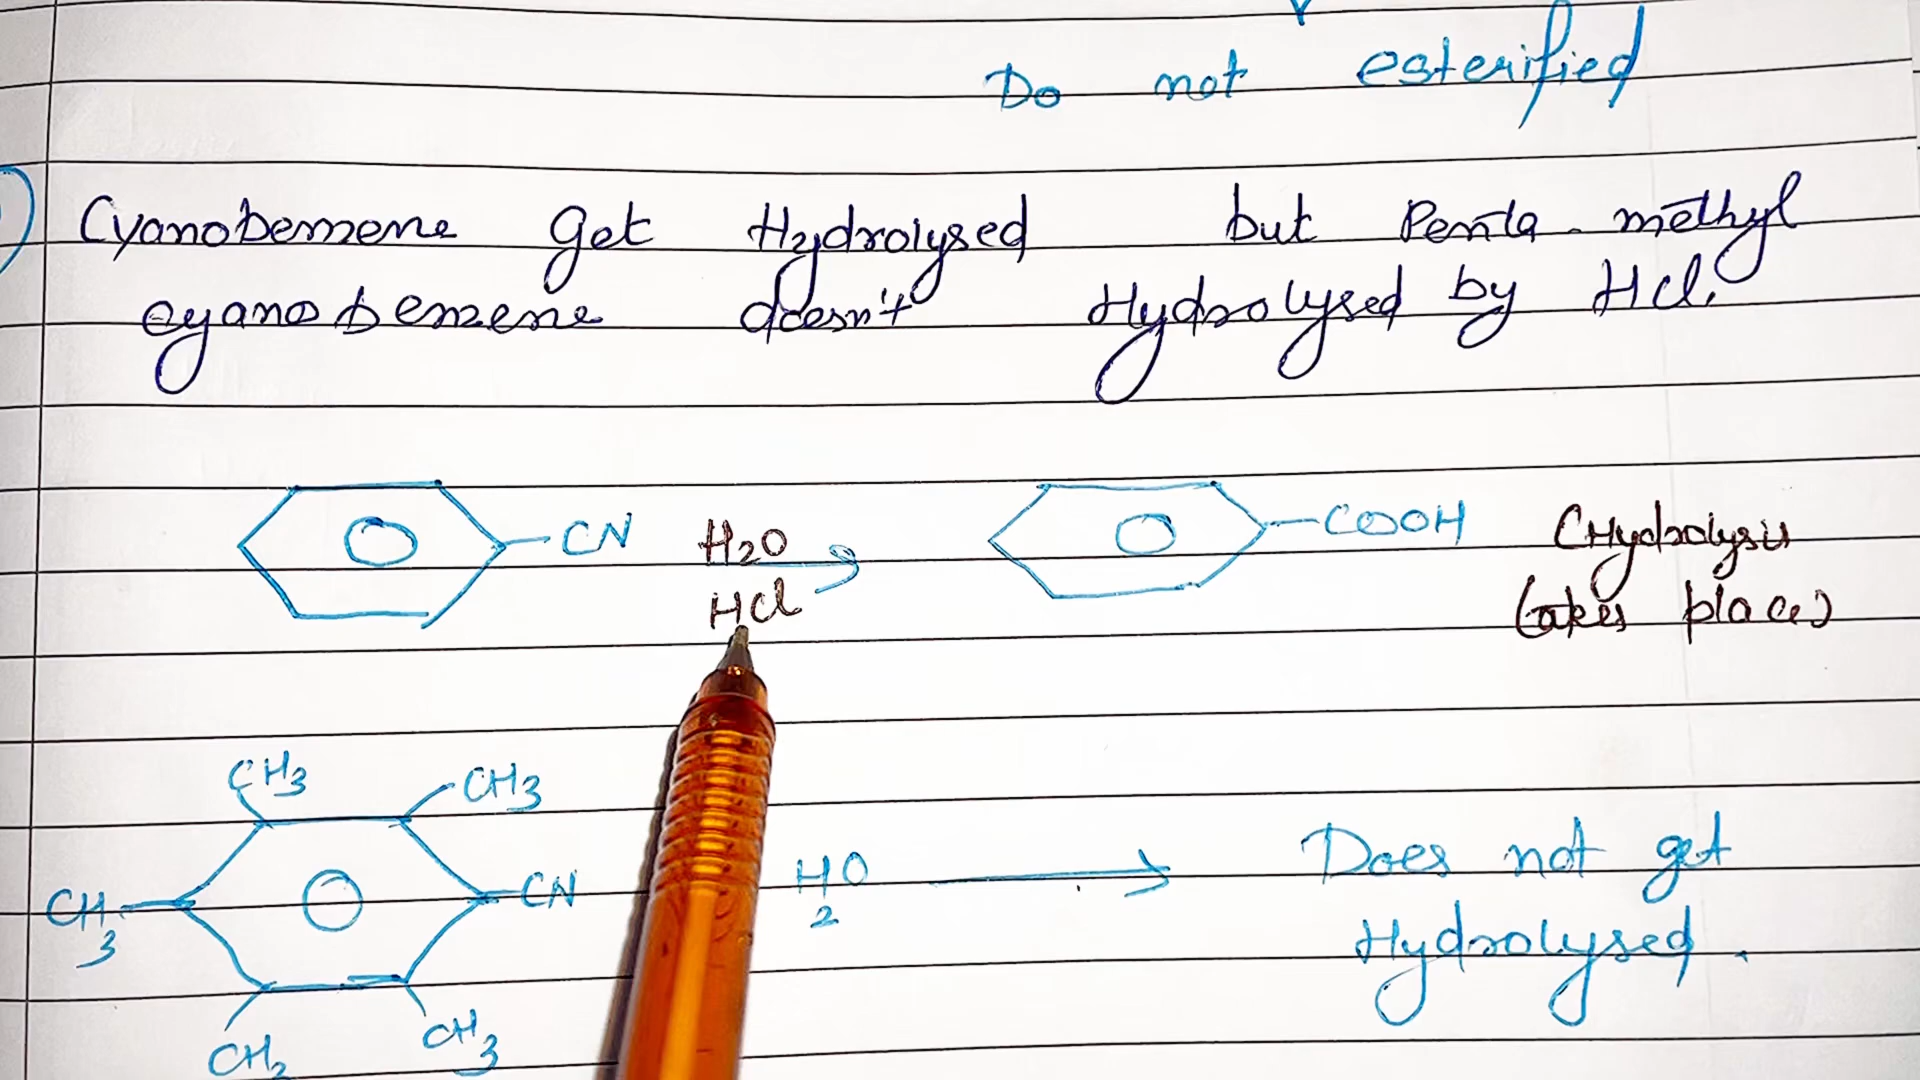 Do not esterified
Cyanobenzene get Hydrolysed but Penta-methyl
cyanobenzene doesn't Hydrolysed by HCl.
CN
H2O
HCl
COOH
(Hydrolysis
takes place)
CH3
CH3
CH3
CN
H2O
Does not get
Hydrolysed.
CH3
CH3